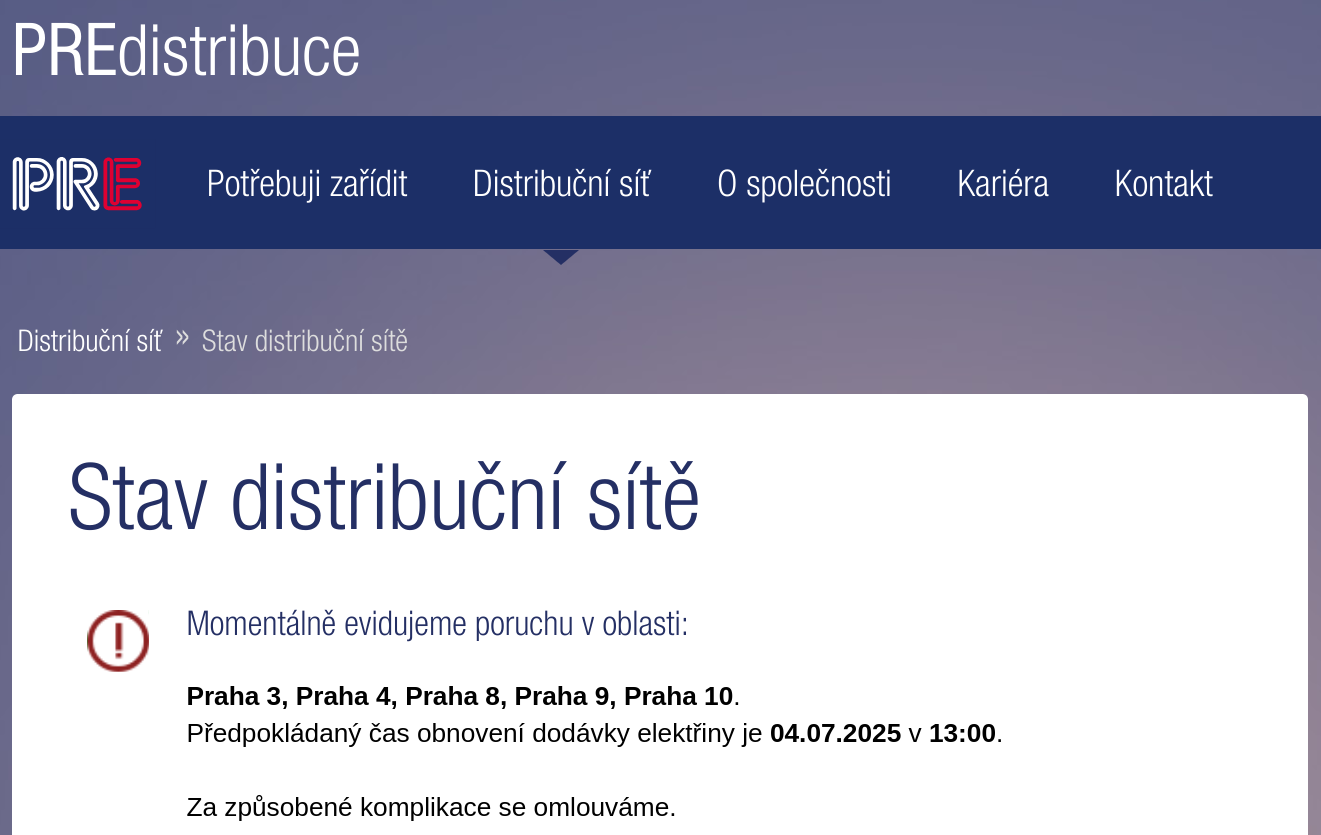 PREdistribuce
PRE
Potřebuji zařídit Distribuční síť O společnosti Kariéra Kontakt
Distribuční síť » Stav distribuční sítě
Stav distribuční sítě
Momentálně evidujeme poruchu v oblasti:
Praha 3, Praha 4, Praha 8, Praha 9, Praha 10.
Předpokládaný čas obnovení dodávky elektřiny je 04.07.2025 v 13:00.
Za způsobené komplikace se omlouváme.